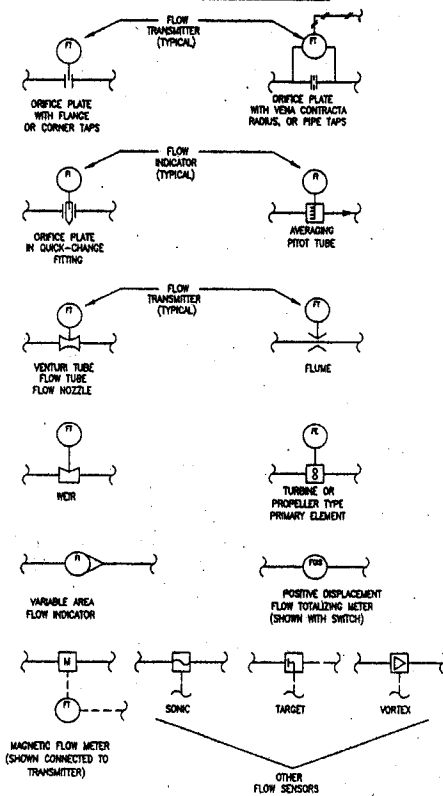 FT
FLOW
TRANSMITTER
(TYPICAL)
FT
ORIFICE PLATE
WITH FLANGE
OR CORNER TAPS
ORIFICE PLATE
WITH VENA CONTRACTA
RADIUS, OR PIPE TAPS
FI
FLOW
INDICATOR
(TYPICAL)
FI
ORIFICE PLATE
IN QUICK-CHANGE
FITTING
AVERAGING
PITOT TUBE
FT
FLOW
TRANSMITTER
(TYPICAL)
FT
VENTURI TUBE
FLOW TUBE
FLOW NOZZLE
FLUME
FT
FE
WEIR
TURBINE OR
PROPELLER TYPE
PRIMARY ELEMENT
FI
FQIS
VARIABLE AREA
FLOW INDICATOR
POSITIVE DISPLACEMENT
FLOW TOTALIZING METER
(SHOWN WITH SWITCH)
M
FT
SONIC
TARGET
VORTEX
MAGNETIC FLOW METER
(SHOWN CONNECTED TO
TRANSMITTER)
OTHER
FLOW SENSORS